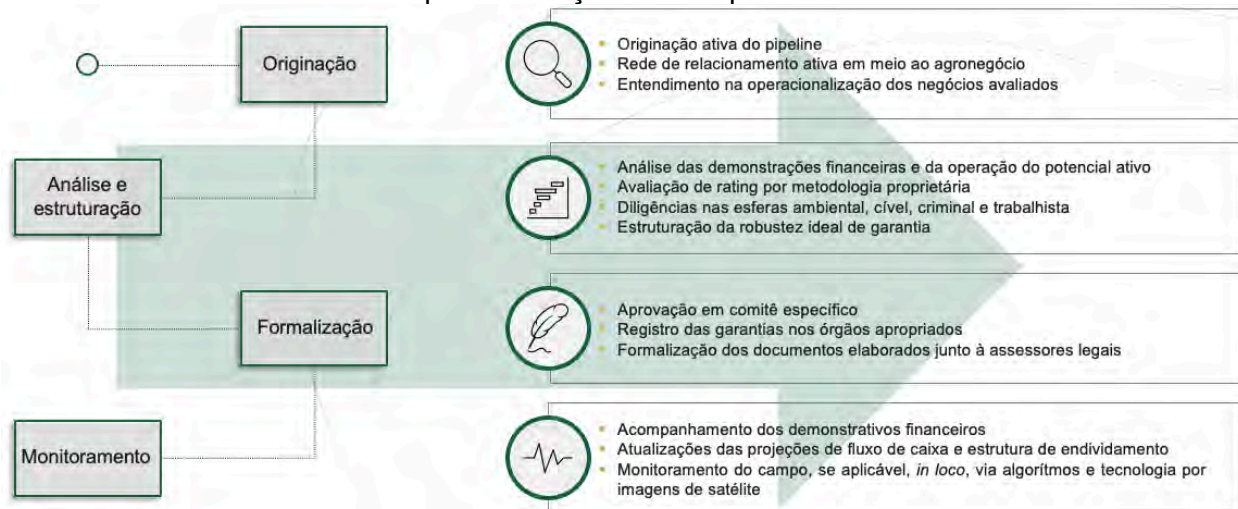 Originação
Originação ativa do pipeline
Rede de relacionamento ativa em meio ao agronegócio
Entendimento na operacionalização dos negócios avaliados
Análise e
estruturação
Análise das demonstrações financeiras e da operação do potencial ativo
Avaliação de rating por metodologia proprietária
Diligências nas esferas ambiental, cível, criminal e trabalhista
Estruturação da robustez ideal de garantia
Formalização
Aprovação em comitê específico
Registro das garantias nos órgãos apropriados
Formalização dos documentos elaborados junto à assessores legais
Monitoramento
Acompanhamento dos demonstrativos financeiros
Atualizações das projeções de fluxo de caixa e estrutura de endividamento
Monitoramento do campo, se aplicável, in loco, via algorítmos e tecnologia por
imagens de satélite